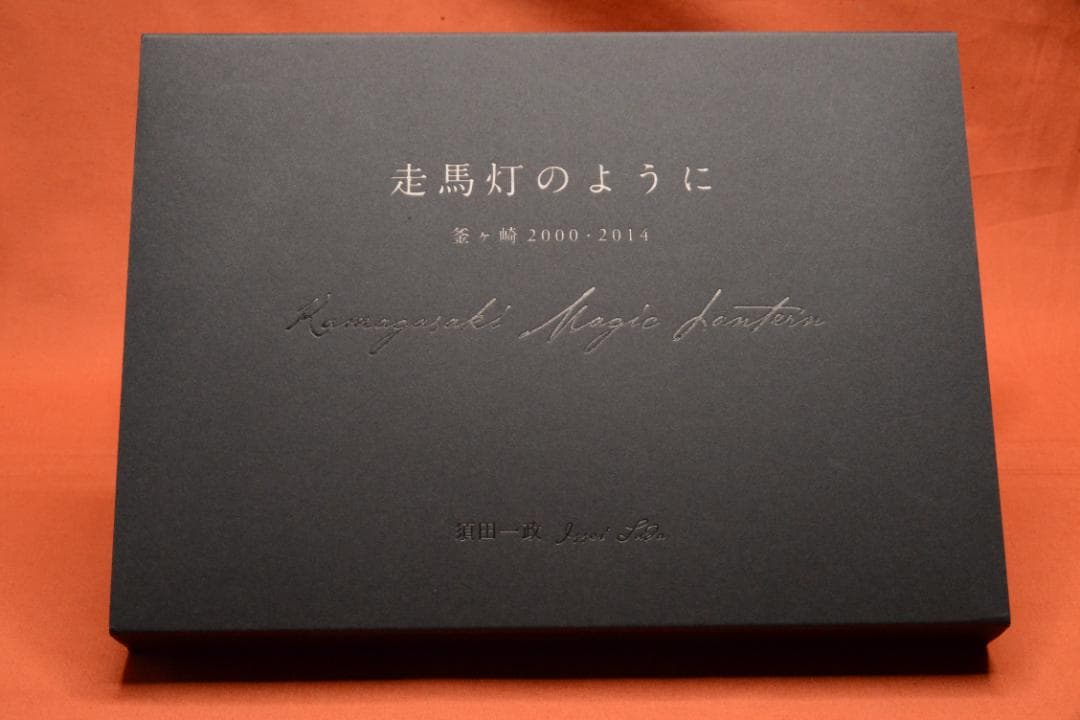 走馬灯のように
釜ヶ崎 2000・2014
Kamagasaki Magic Lantern
須田一政 Issei Suda